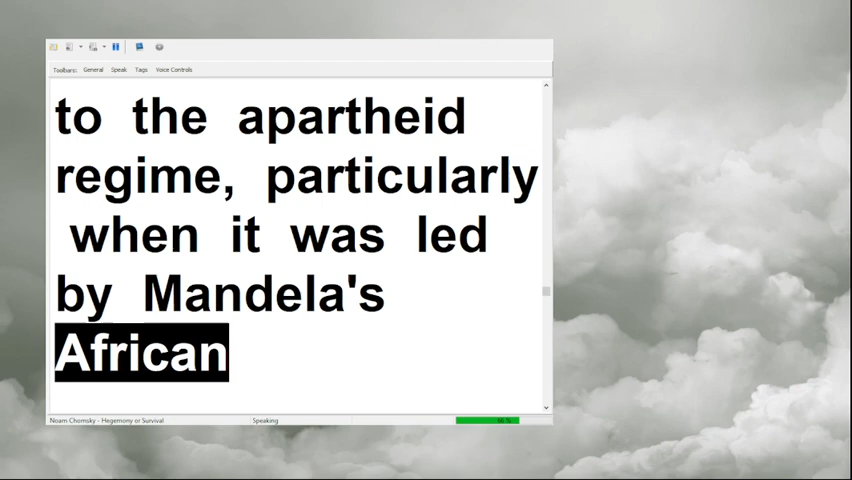 Toolbars: General Speak Tags Voice Controls
to the apartheid
regime, particularly
when it was led
by Mandela's
African
Noam Chomsky - Hegemony or Survival Speaking 66 %